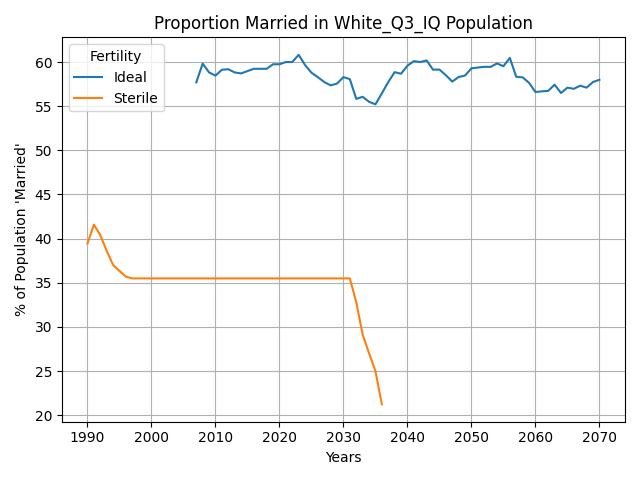 Proportion Married in White_Q3_IQ Population
Fertility
Ideal
Sterile
% of Population 'Married'
60
55
50
45
40
35
30
25
20
1990 2000 2010 2020 2030 2040 2050 2060 2070
Years